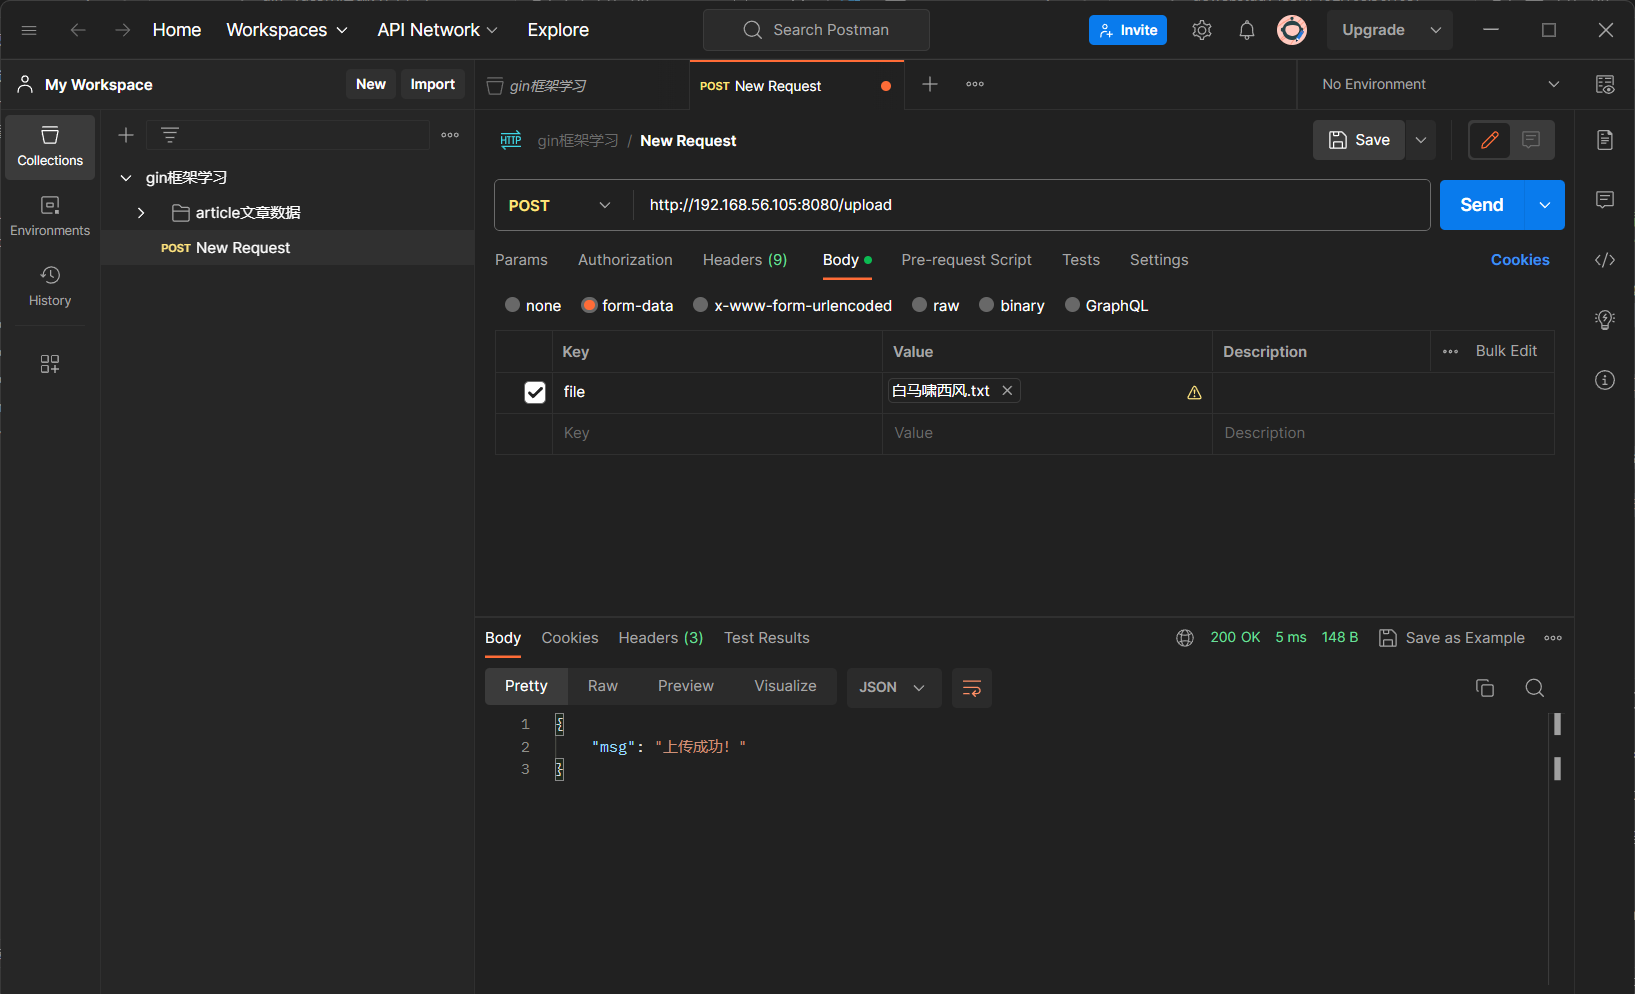 Home Workspaces API Network Explore Search Postman Invite Upgrade
My Workspace New Import gin框架学习 POST New Request No Environment
Collections
Environments
History
gin框架学习
article文章数据
POST New Request
HTTP gin框架学习 / New Request Save
POST http://192.168.56.105:8080/upload Send
Params Authorization Headers (9) Body Pre-request Script Tests Settings Cookies
none form-data x-www-form-urlencoded raw binary GraphQL
Key Value Description Bulk Edit
file 白马啸西风.txt
Key Value Description
Body Cookies Headers (3) Test Results 200 OK 5 ms 148 B Save as Example
Pretty Raw Preview Visualize JSON
1 {
2 "msg": "上传成功！"
3 }